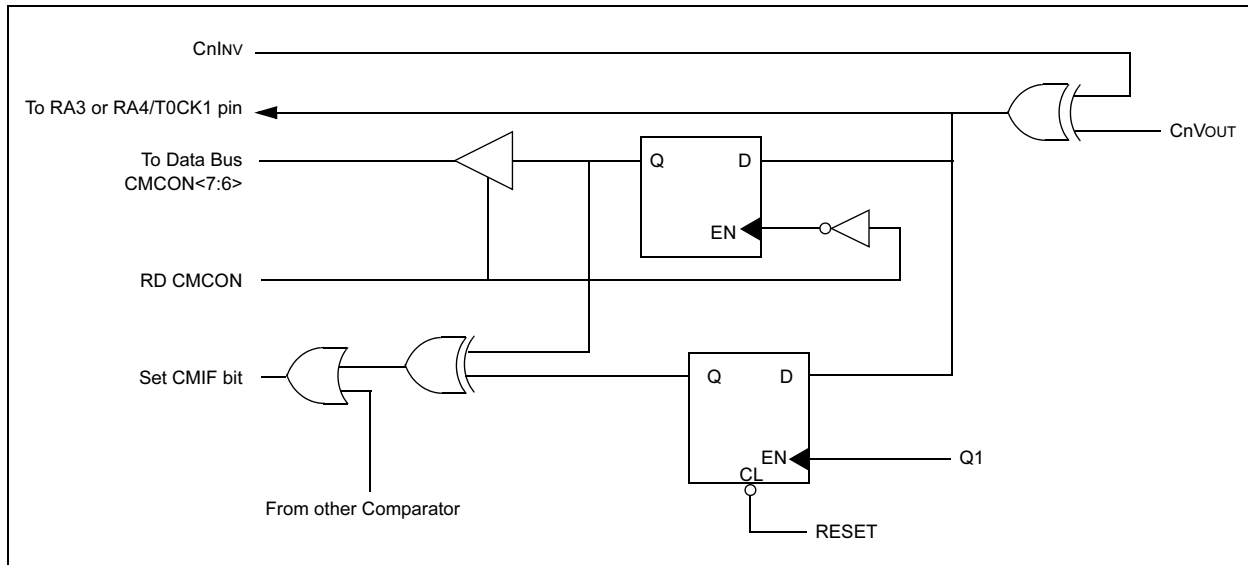 CnINV
To RA3 or RA4/T0CK1 pin
CnVOUT
To Data Bus
CMCON<7:6>
Q D
EN
RD CMCON
Set CMIF bit
Q D
EN
Q1
CL
From other Comparator
RESET